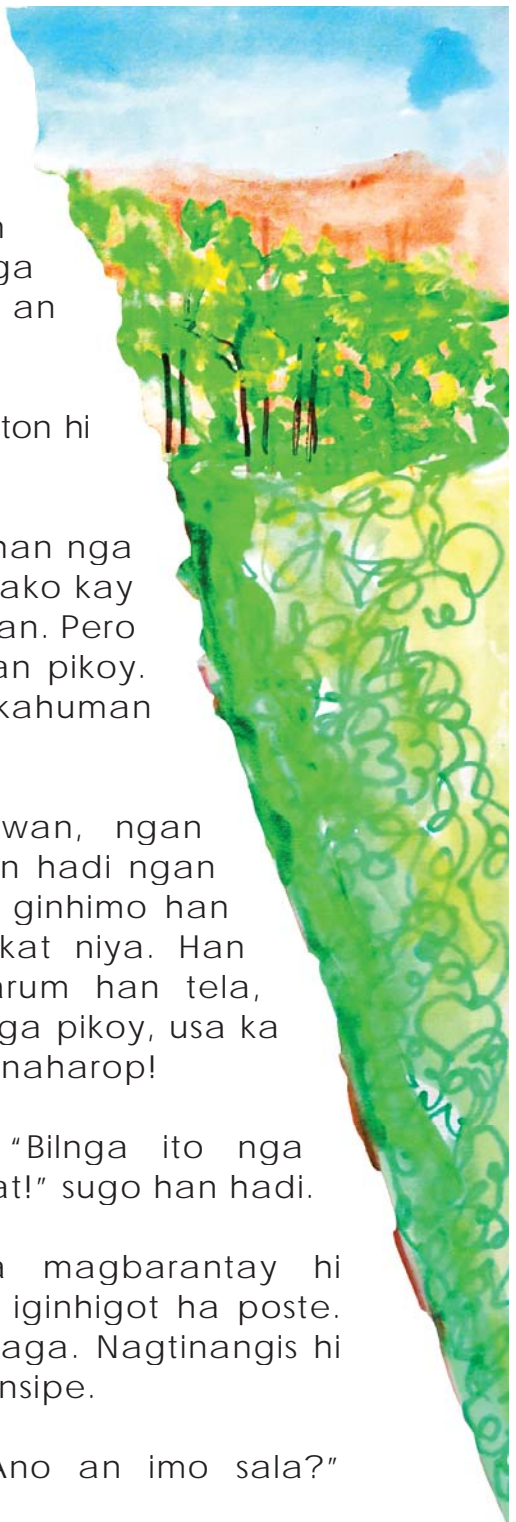 ga
an
ton hi
nan nga
ako kay
an. Pero
an pikoy.
kahuman
wan, ngan
n hadi ngan
ginhimo han
kat niya. Han
arum han tela,
ga pikoy, usa ka
naharop!
“Bilnga ito nga
at!” sugo han hadi.
a magbarantay hi
iginhigot ha poste.
aga. Nagtinangis hi
nsipe.
Ano an imo sala?”